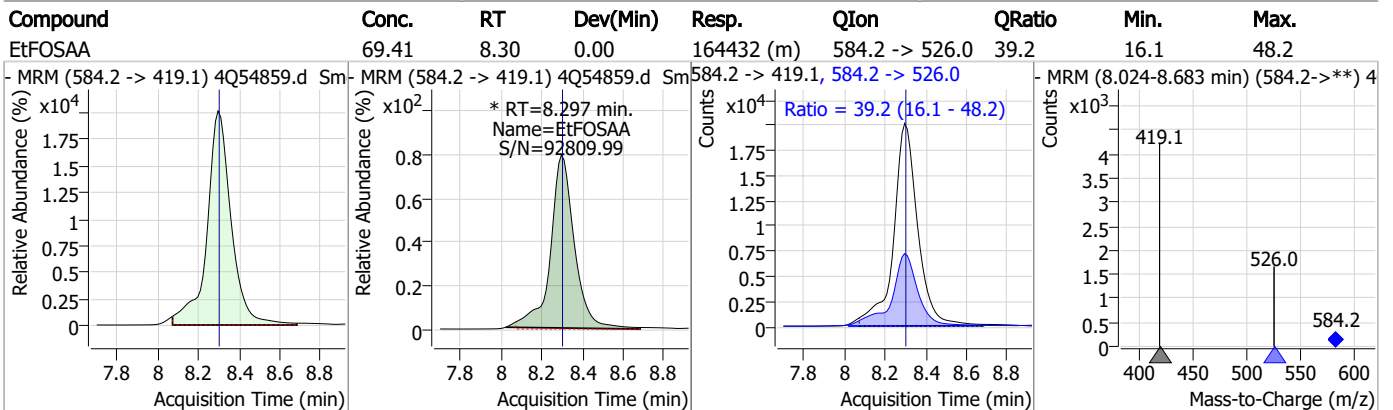 Compound Conc. RT Dev(Min) Resp. QIon QRatio Min. Max.
EtFOSAA 69.41 8.30 0.00 164432 (m) 584.2 -> 526.0 39.2 16.1 48.2
- MRM (584.2 -> 419.1) 4Q54859.d Sm
x10⁴
Relative Abundance (%)
1.75
1.5
1.25
1
0.75
0.5
0.25
0
7.8 8 8.2 8.4 8.6 8.8
Acquisition Time (min)
- MRM (584.2 -> 419.1) 4Q54859.d Sm
x10²
* RT=8.297 min.
Name=EtFOSAA
S/N=92809.99
Relative Abundance (%)
0.8
0.6
0.4
0.2
0
7.8 8 8.2 8.4 8.6 8.8
Acquisition Time (min)
584.2 -> 419.1, 584.2 -> 526.0
x10⁴
Ratio = 39.2 (16.1 - 48.2)
Counts
1.75
1.5
1.25
1
0.75
0.5
0.25
0
7.8 8 8.2 8.4 8.6 8.8
Acquisition Time (min)
- MRM (8.024-8.683 min) (584.2->**) 4
x10³
Counts
419.1
4
3.5
3
2.5
2
526.0
1.5
1
584.2
0.5
0
400 450 500 550 600
Mass-to-Charge (m/z)